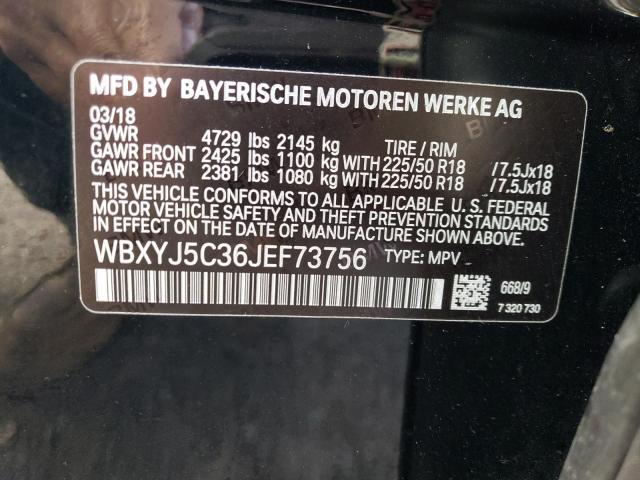 MFD BY BAYERISCHE MOTOREN WERKE AG
03/18
GVWR 4729 lbs 2145 kg TIRE / RIM
GAWR FRONT 2425 lbs 1100 kg WITH 225/50 R18 /7.5Jx18
GAWR REAR 2381 lbs 1080 kg WITH 225/50 R18 /7.5Jx18
THIS VEHICLE CONFORMS TO ALL APPLICABLE U. S. FEDERAL
MOTOR VEHICLE SAFETY AND THEFT PREVENTION
STANDARDS IN EFFECT ON THE DATE OF MANUFACTURE SHOWN ABOVE.
WBXYJ5C36JEF73756 TYPE: MPV
668/9
7 320 730